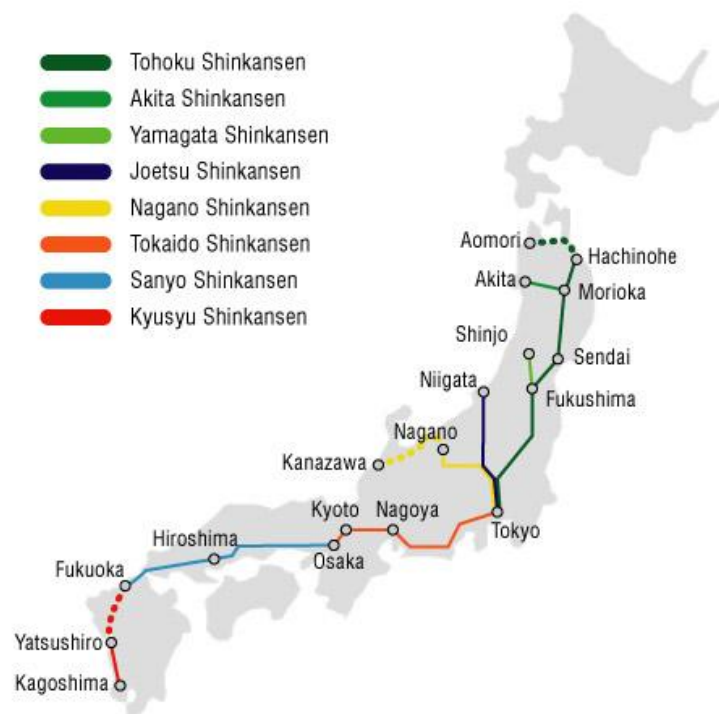 Tohoku Shinkansen
Akita Shinkansen
Yamagata Shinkansen
Joetsu Shinkansen
Nagano Shinkansen
Tokaido Shinkansen
Sanyo Shinkansen
Kyusyu Shinkansen
Aomori
Hachinohe
Akita
Morioka
Shinjo
Sendai
Niigata
Fukushima
Nagano
Kanazawa
Kyoto
Nagoya
Tokyo
Hiroshima
Osaka
Fukuoka
Yatsushiro
Kagoshima